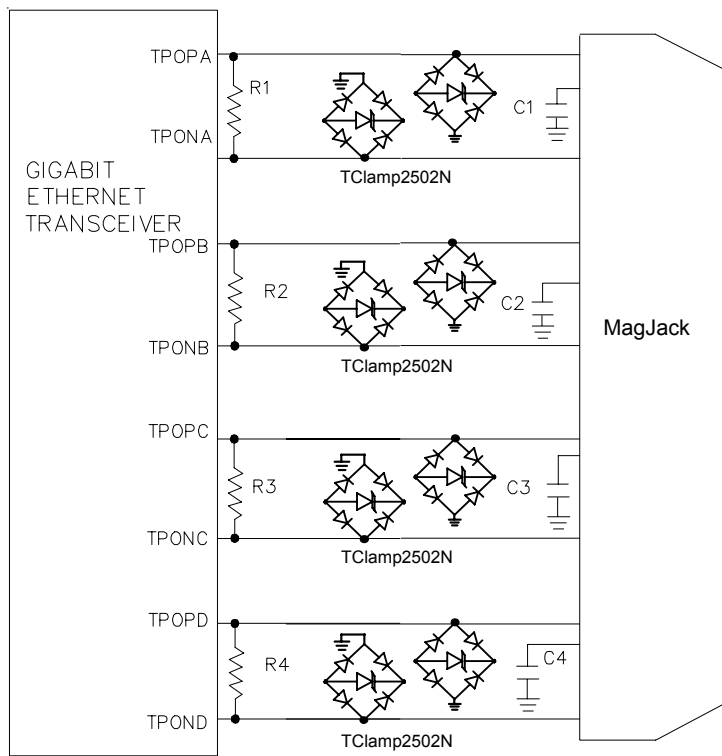 TPOPA
R1
C1
TPONA
TClamp2502N
GIGABIT
ETHERNET
TRANSCEIVER
TPOPB
R2
C2
MagJack
TPONB
TClamp2502N
TPOPC
R3
C3
TPONC
TClamp2502N
TPOPD
R4
C4
TPOND
TClamp2502N